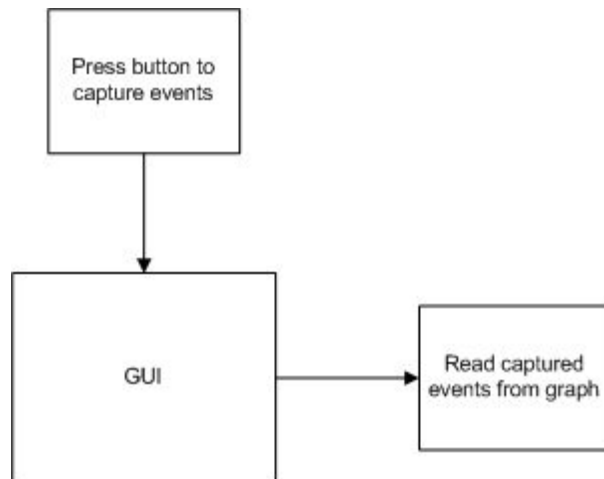 Press button to
capture events
GUI
Read captured
events from graph